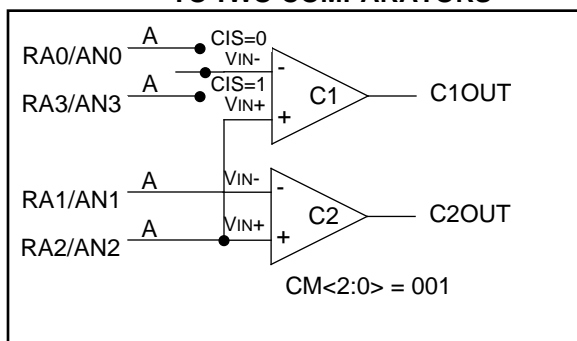 TO TWO COMPARATORS
RA0/AN0 A CIS=0
VIN- -
RA3/AN3 A CIS=1
VIN+ +
C1 C1OUT
RA1/AN1 A VIN- -
RA2/AN2 A VIN+ +
C2 C2OUT
CM<2:0> = 001